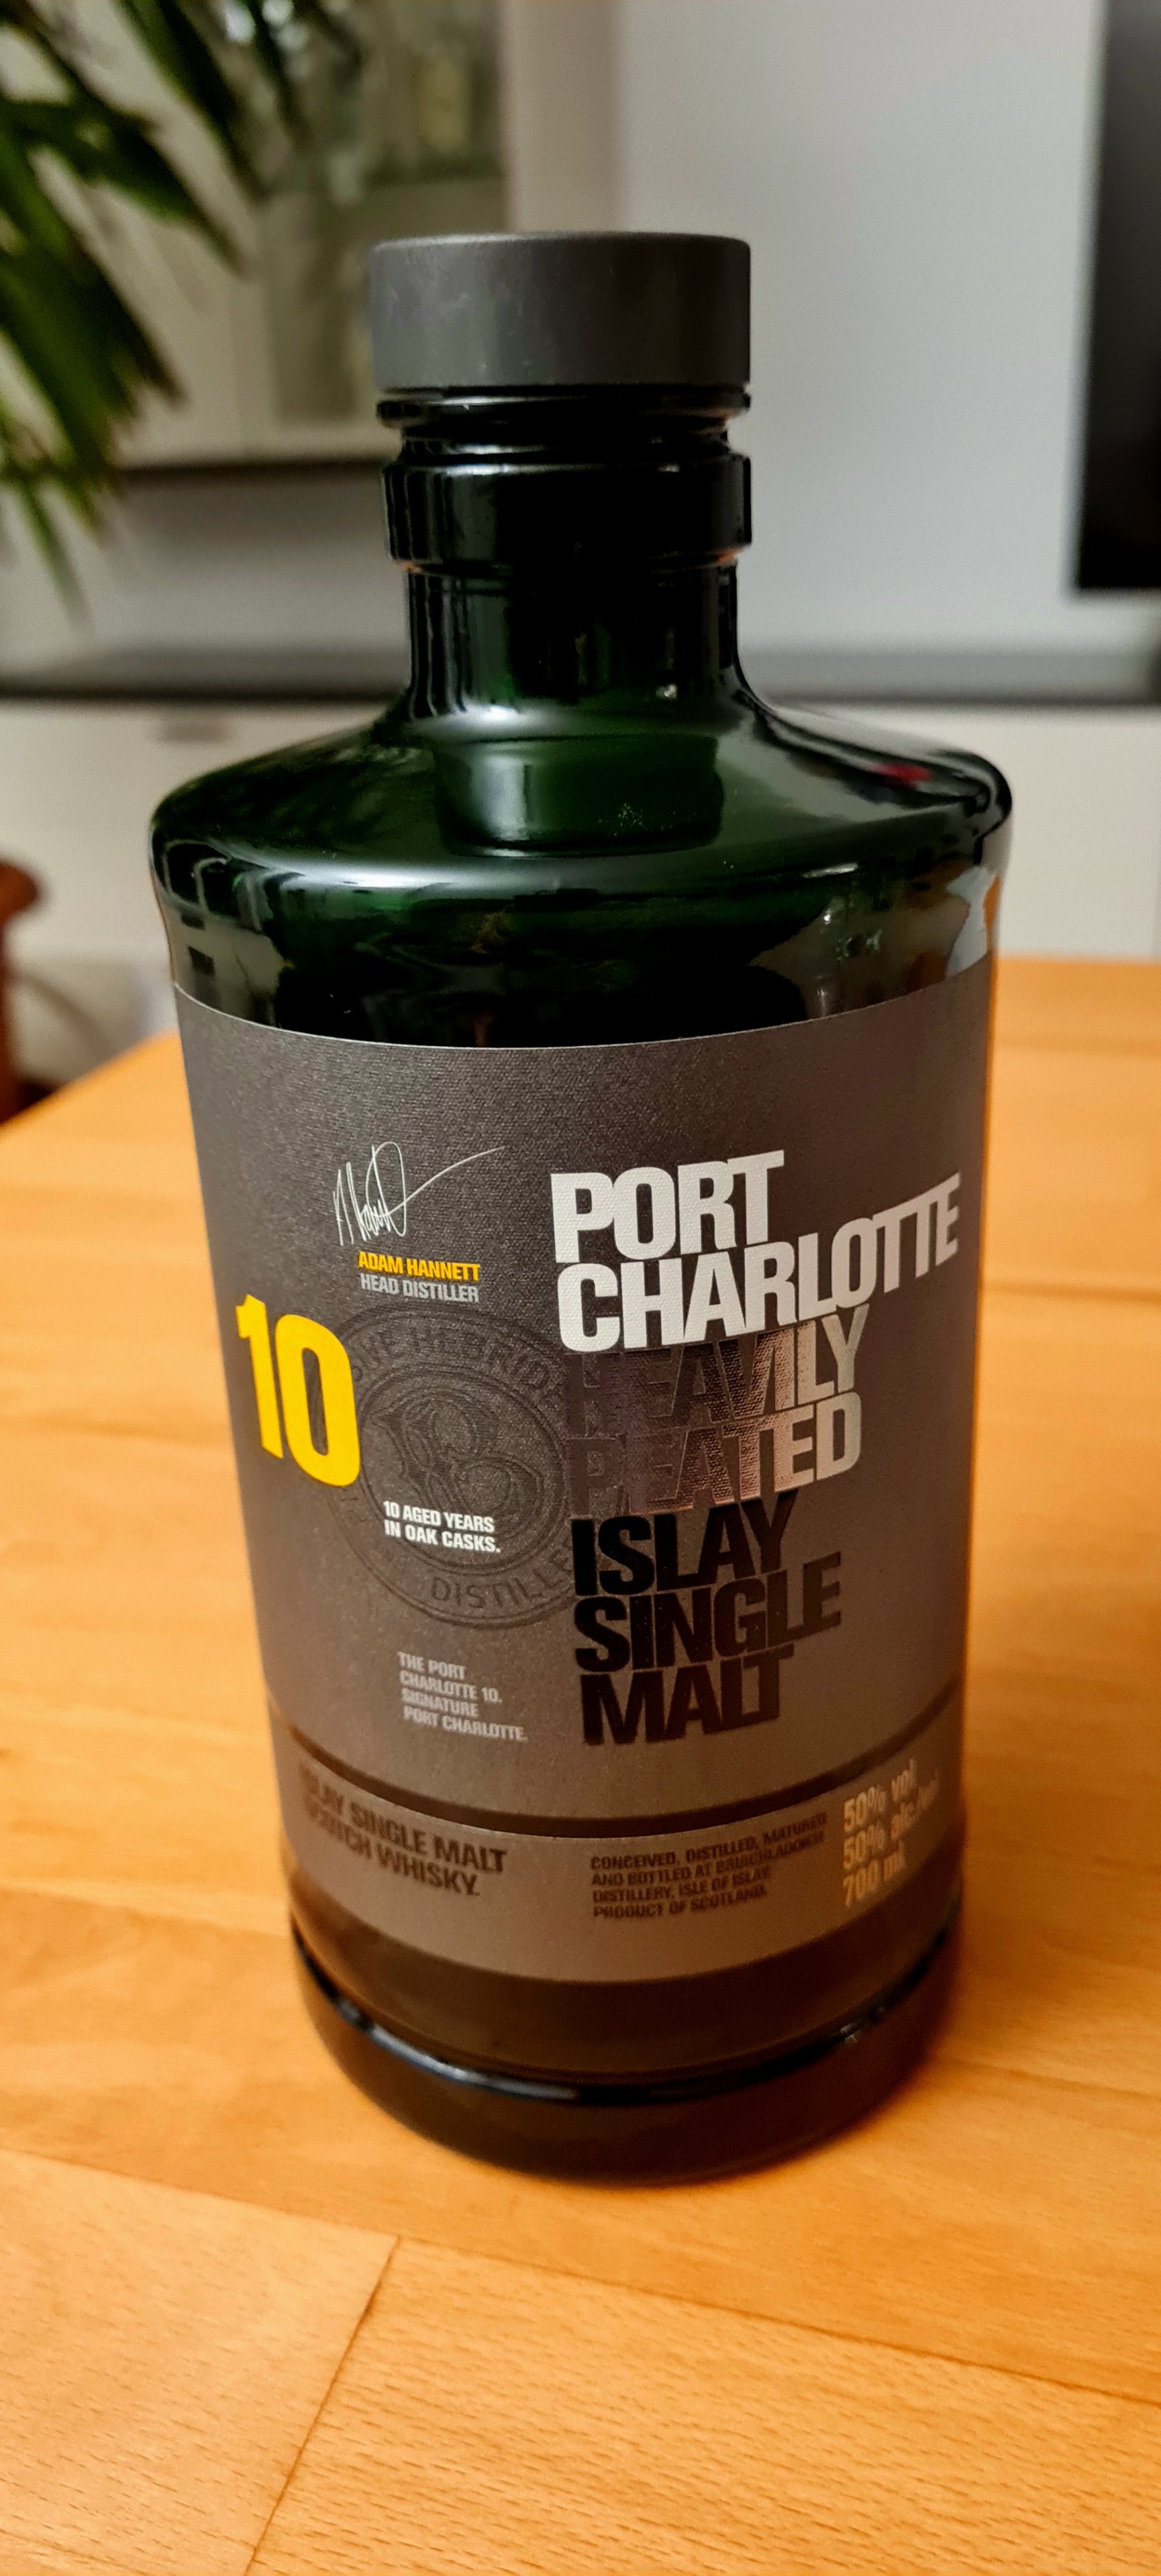 ADAM HANNETT
HEAD DISTILLER
10
10 AGED YEARS
IN OAK CASKS.
THE PORT
CHARLOTTE 10.
SIGNATURE
PORT CHARLOTTE.
PORT
CHARLOTTE
HEAVILY
PEATED
ISLAY
SINGLE
MALT
ISLAY SINGLE MALT
SCOTCH WHISKY.
CONCEIVED, DISTILLED, MATURED
AND BOTTLED AT BRUICHLADDICH
DISTILLERY, ISLE OF ISLAY.
PRODUCT OF SCOTLAND.
50% vol
50% alc./vol
700 mL